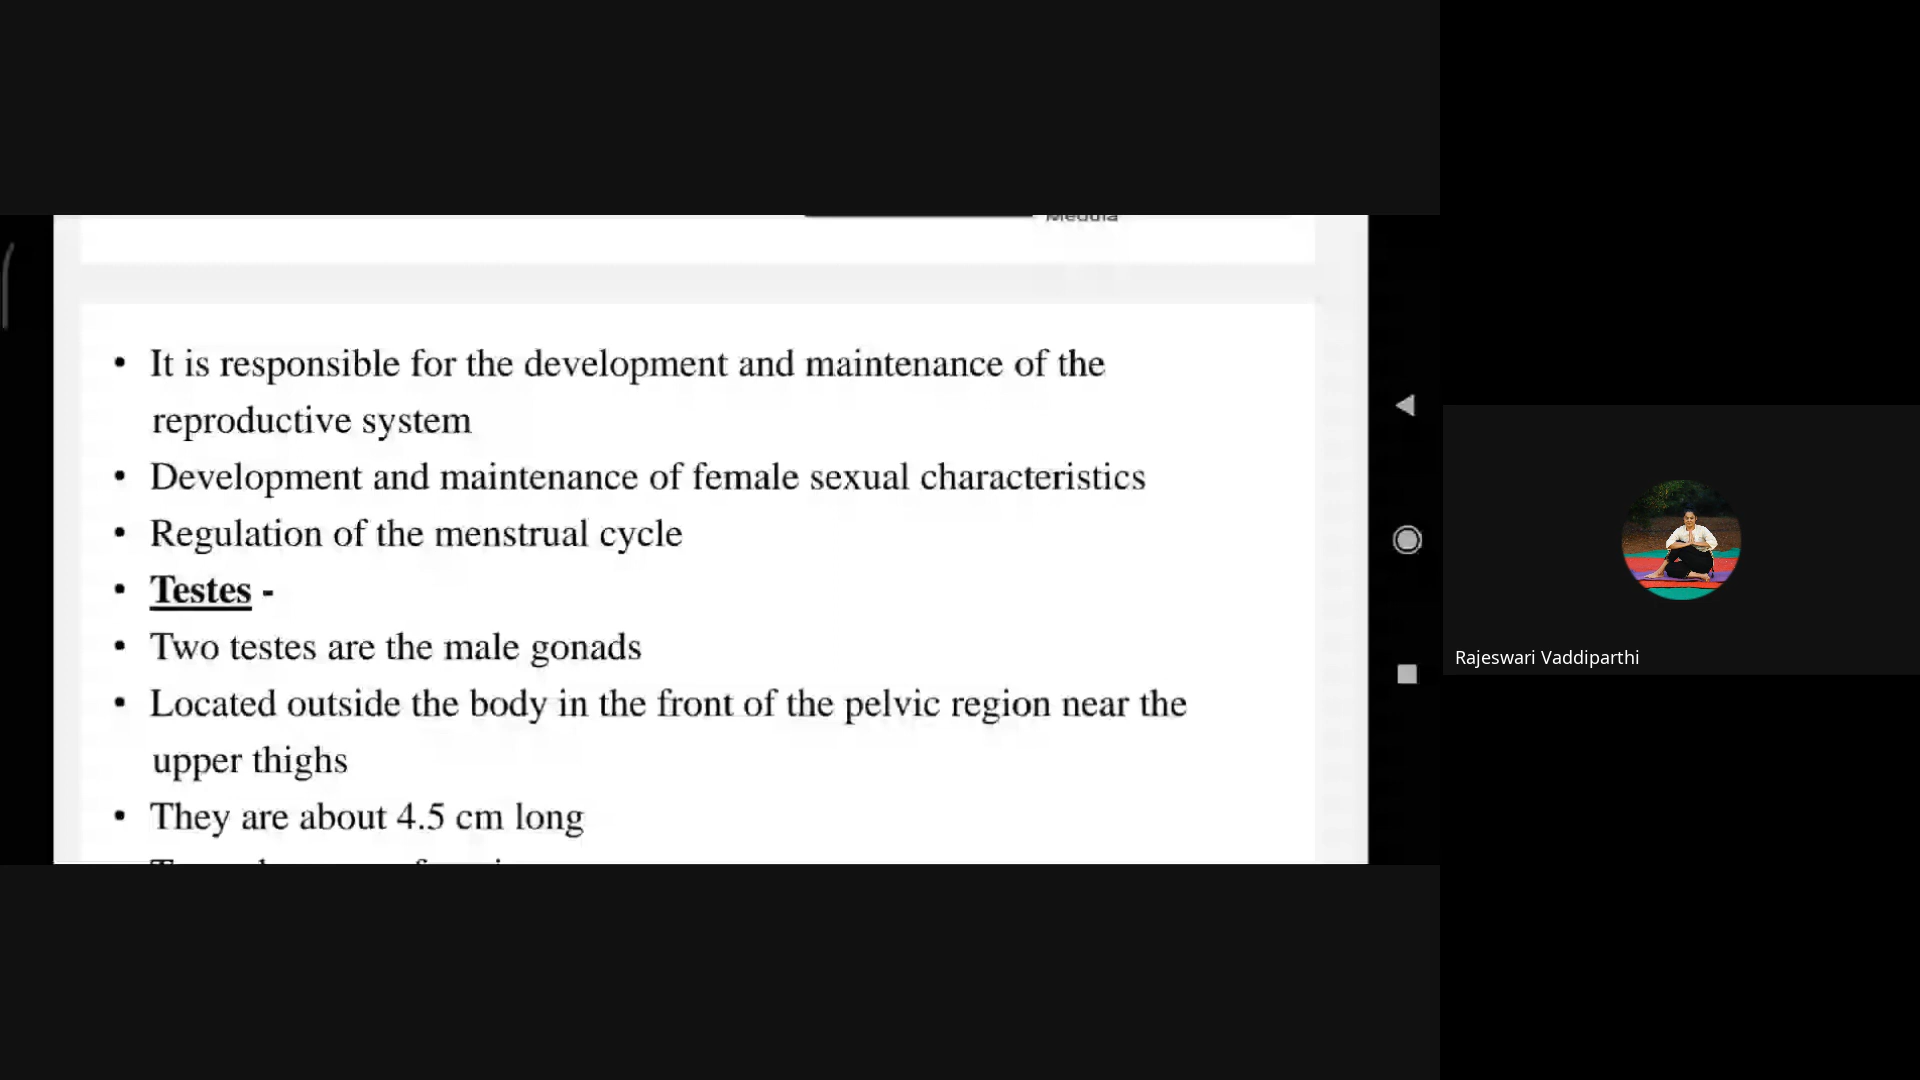 Medula
• It is responsible for the development and maintenance of the
reproductive system
• Development and maintenance of female sexual characteristics
• Regulation of the menstrual cycle
• Testes -
• Two testes are the male gonads
• Located outside the body in the front of the pelvic region near the
upper thighs
• They are about 4.5 cm long
Rajeswari Vaddiparthi